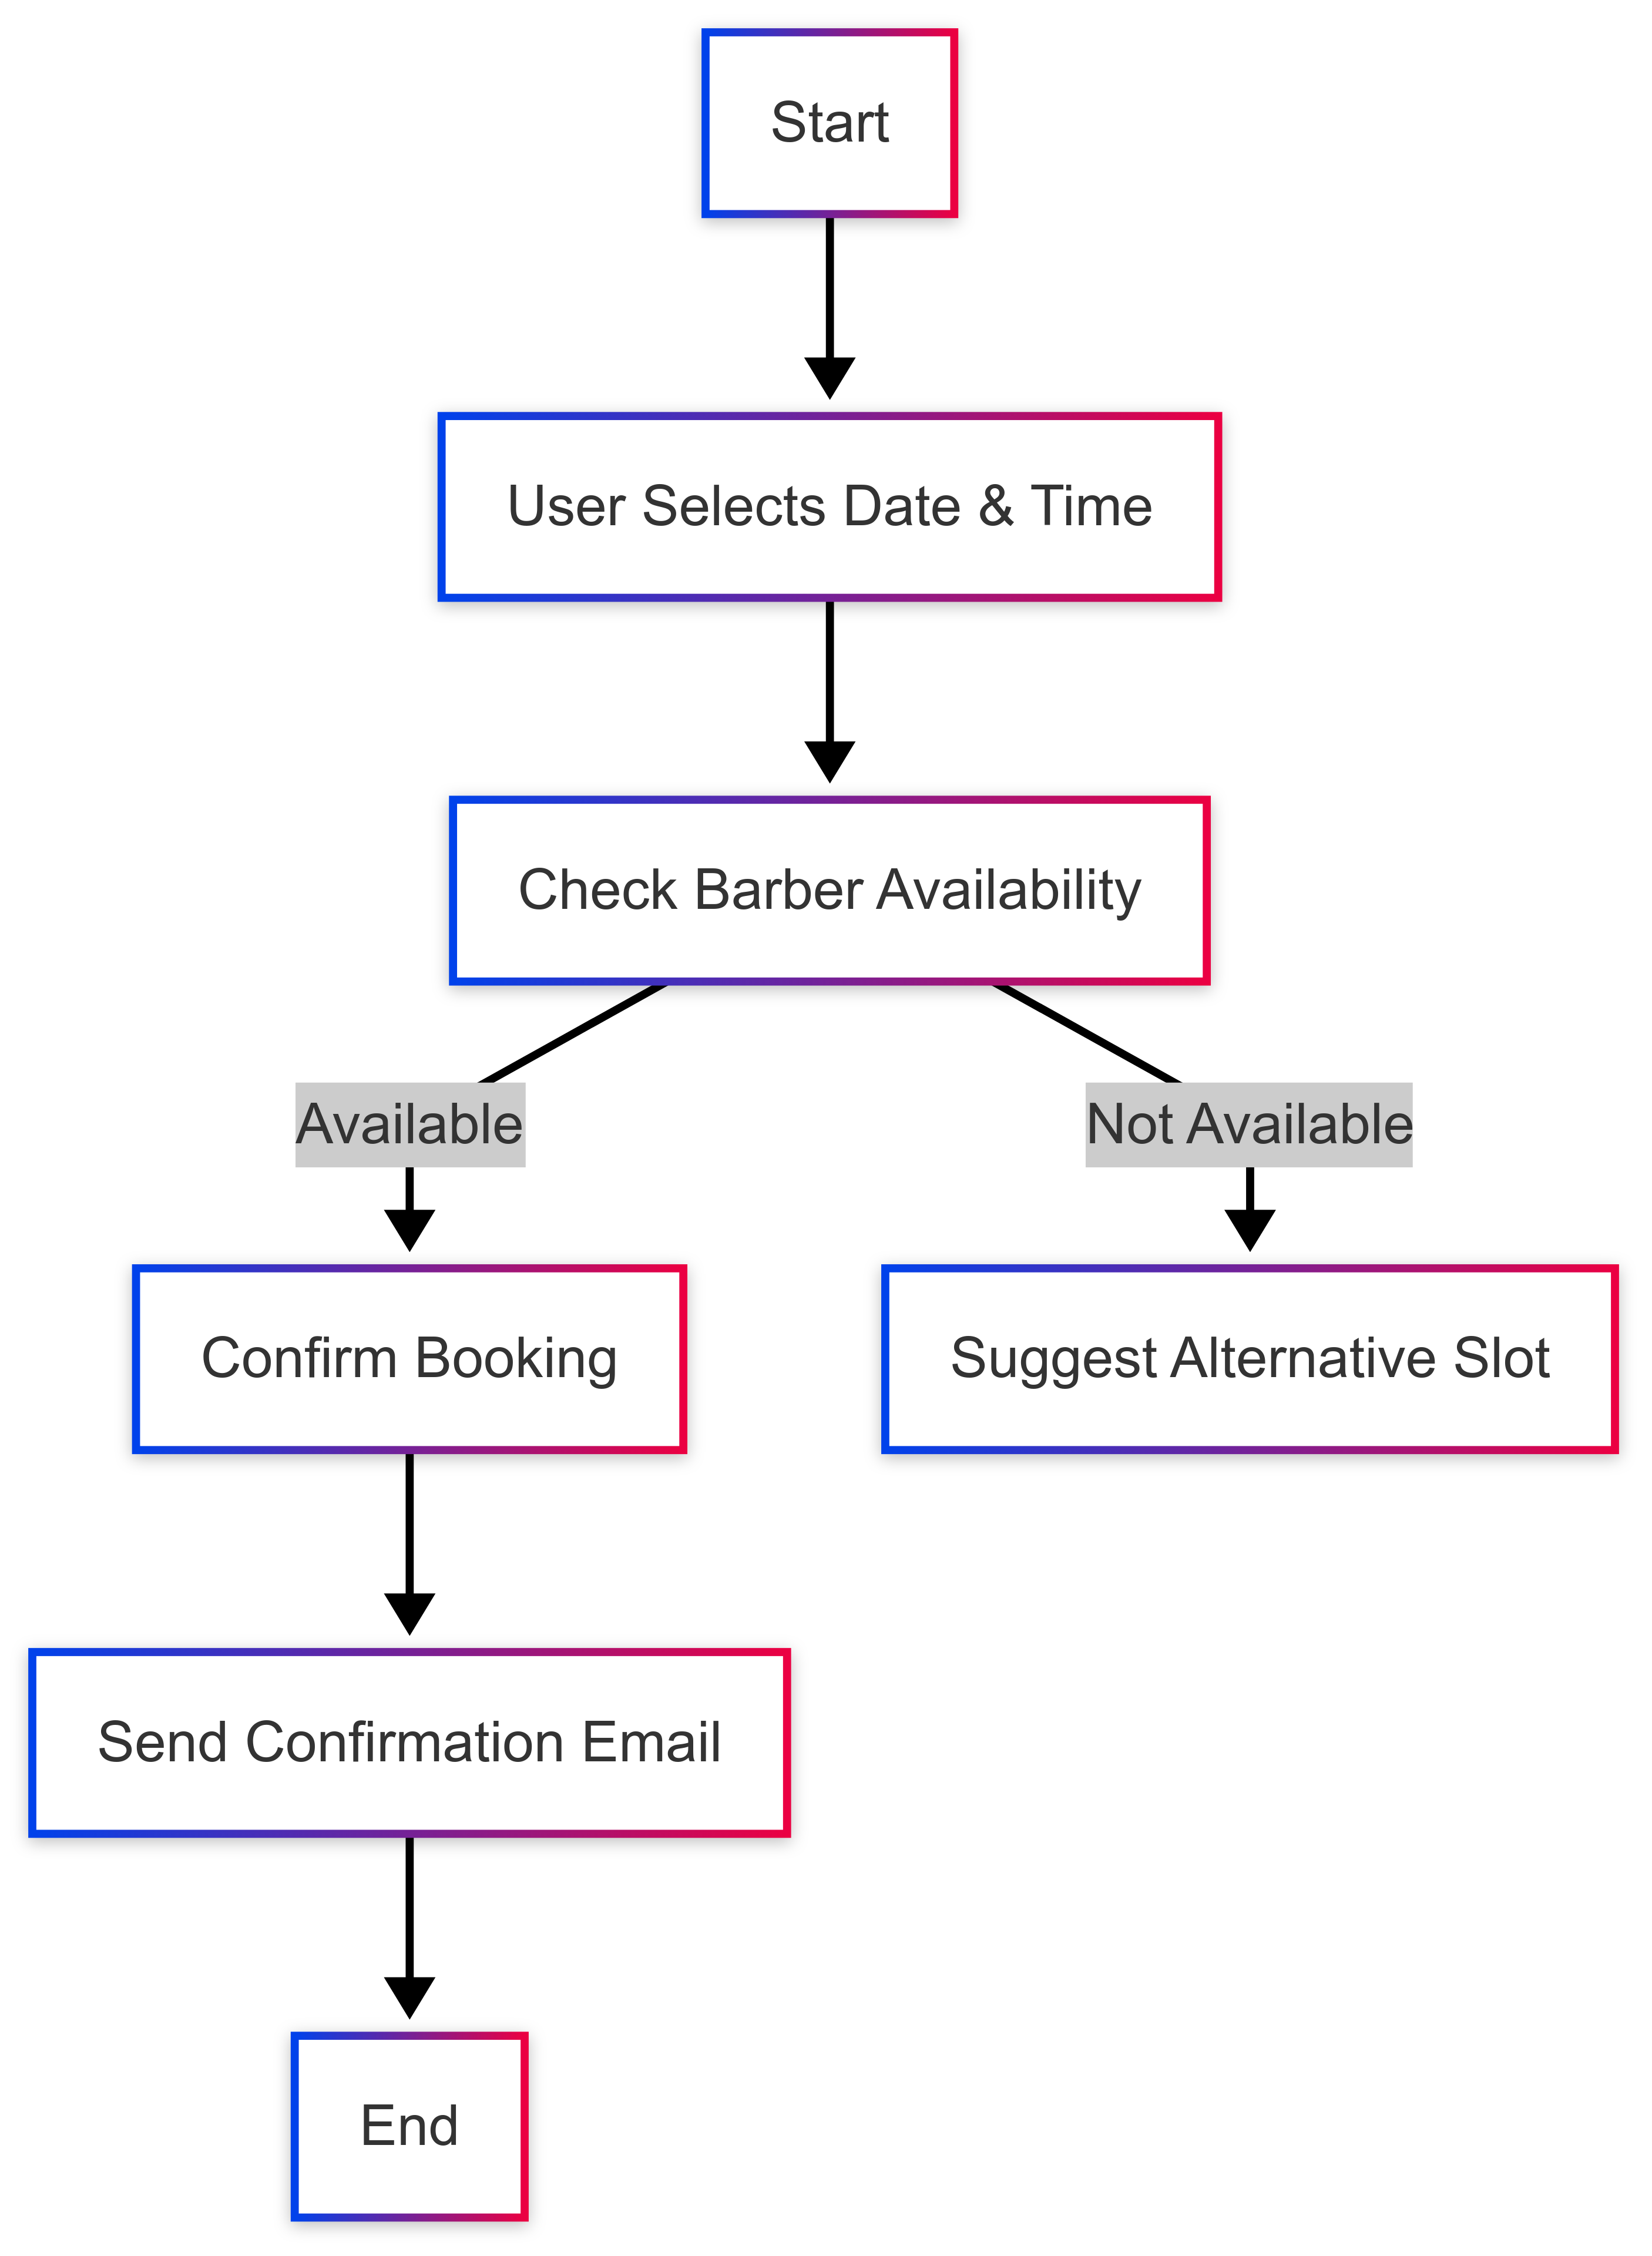 Start
User Selects Date & Time
Check Barber Availability
Available
Not Available
Confirm Booking
Suggest Alternative Slot
Send Confirmation Email
End